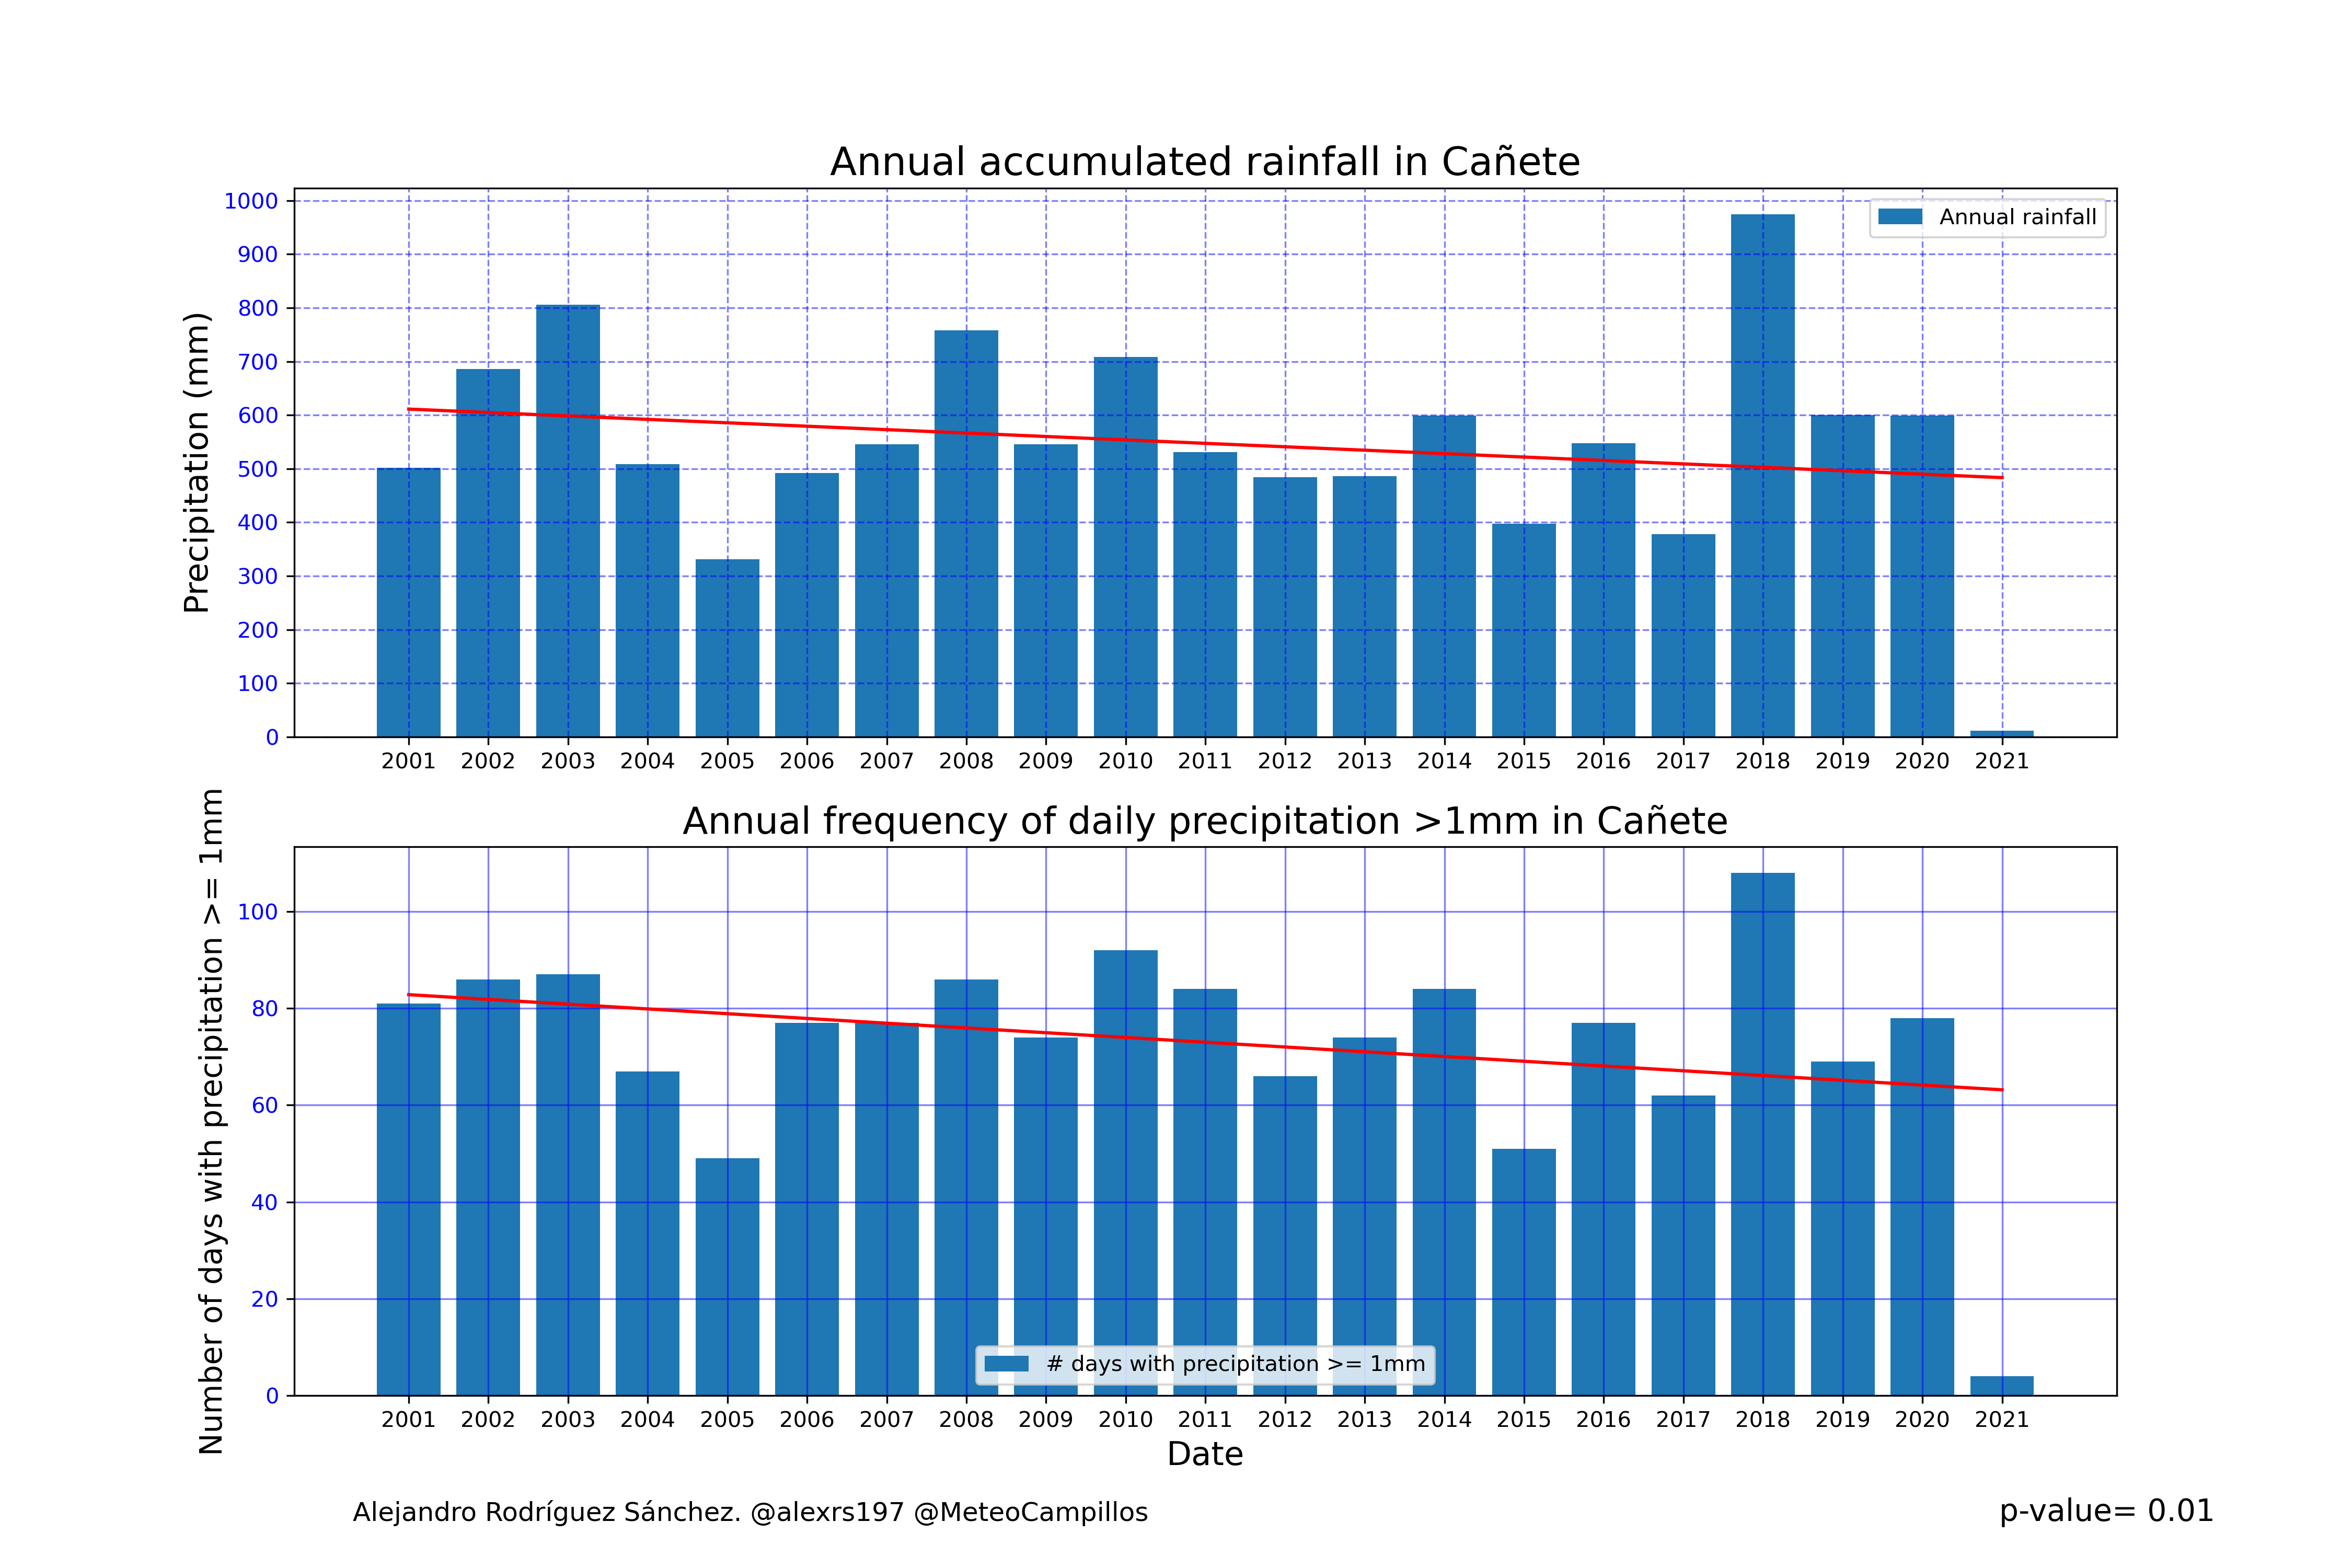 Annual accumulated rainfall in Cañete
Precipitation (mm)
1000
900
800
700
600
500
400
300
200
100
0
Annual rainfall
2001 2002 2003 2004 2005 2006 2007 2008 2009 2010 2011 2012 2013 2014 2015 2016 2017 2018 2019 2020 2021
Annual frequency of daily precipitation >1mm in Cañete
Number of days with precipitation >= 1mm
100
80
60
40
20
0
# days with precipitation >= 1mm
2001 2002 2003 2004 2005 2006 2007 2008 2009 2010 2011 2012 2013 2014 2015 2016 2017 2018 2019 2020 2021
Date
Alejandro Rodríguez Sánchez. @alexrs197 @MeteoCampillos
p-value= 0.01